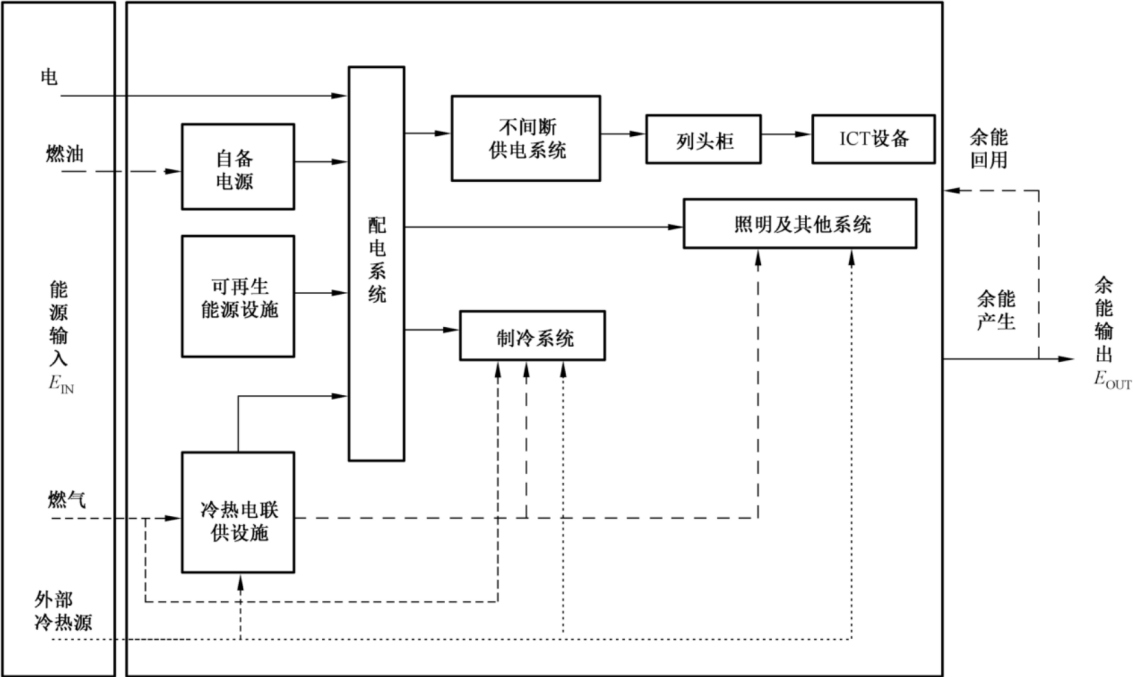 电
燃油
能
源
输
入
EIN
燃气
外部
冷热源
自备
电源
可再生
能源设施
冷热电联
供设施
配
电
系
统
不间断
供电系统
列头柜
ICT设备
照明及其他系统
制冷系统
余能
回用
余能
产生
余
能
输
出
EOUT